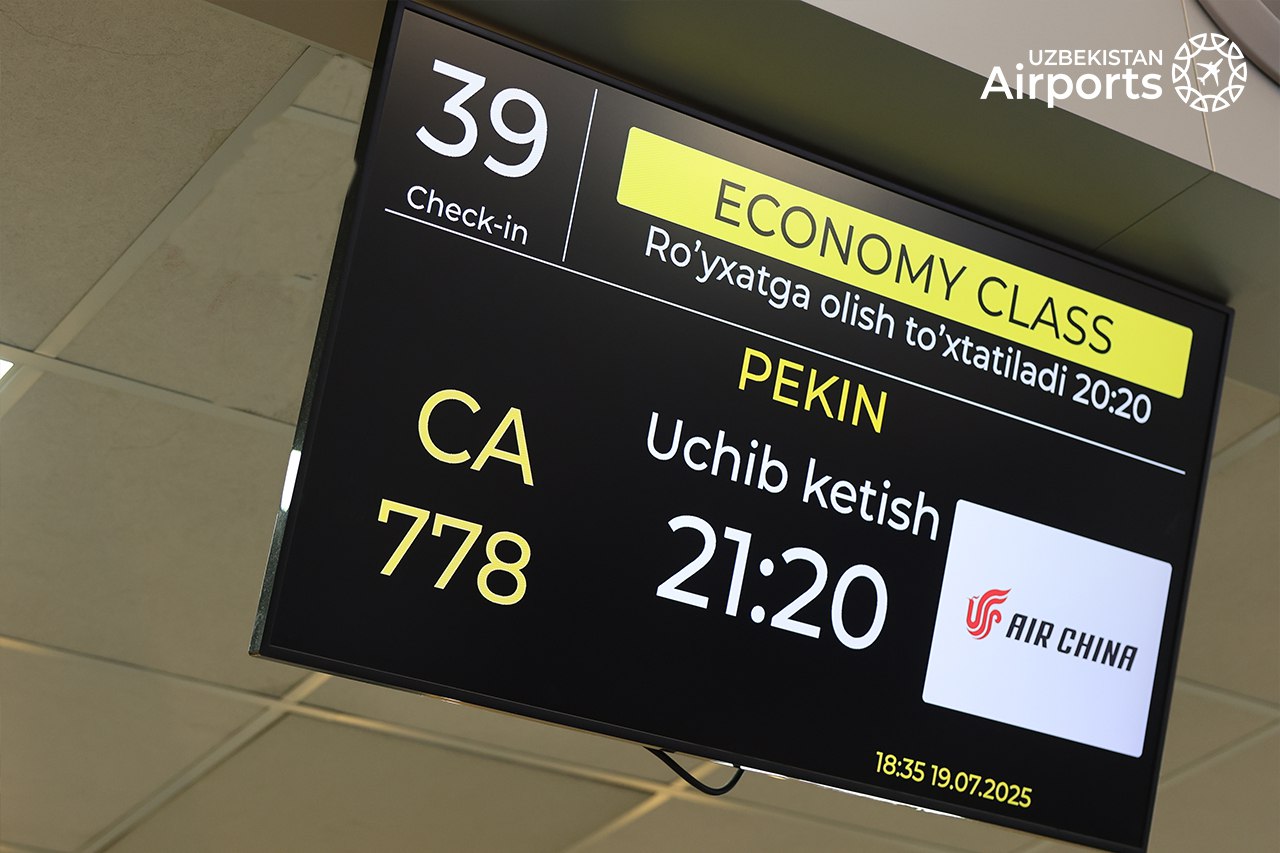 UZBEKISTAN
Airports
39
Check-in
ECONOMY CLASS
Ro'yxatga olish to'xtatiladi 20:20
PEKIN
CA
778
Uchib ketish
21:20
AIR CHINA
18:35 19.07.2025